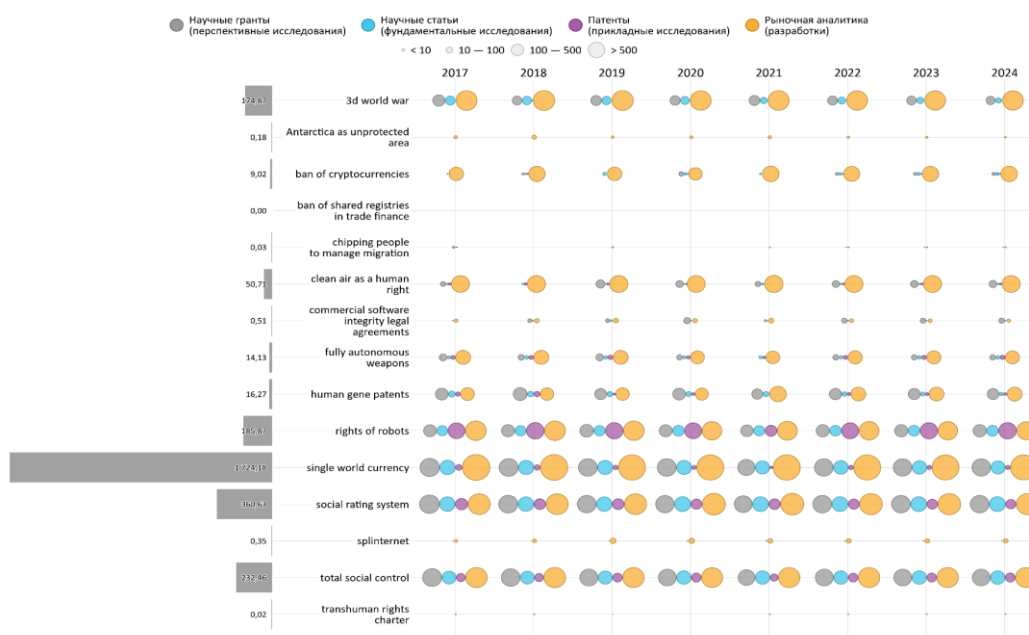 Научные гранты
(перспективные исследования)
Научные статьи
(фундаментальные исследования)
Патенты
(прикладные исследования)
Рыночная аналитика
(разработки)
< 10 10 — 100 100 — 500 > 500
2017 2018 2019 2020 2021 2022 2023 2024
174,87 3d world war
0,18 Antarctica as unprotected
area
9,02 ban of cryptocurrencies
0,00 ban of shared registries
in trade finance
0,03 chipping people
to manage migration
50,71 clean air as a human
right
0,51 commercial software
integrity legal
agreements
14,13 fully autonomous
weapons
16,27 human gene patents
185,87 rights of robots
1 724,18 single world currency
360,63 social rating system
0,35 splinternet
232,46 total social control
0,02 transhuman rights
charter